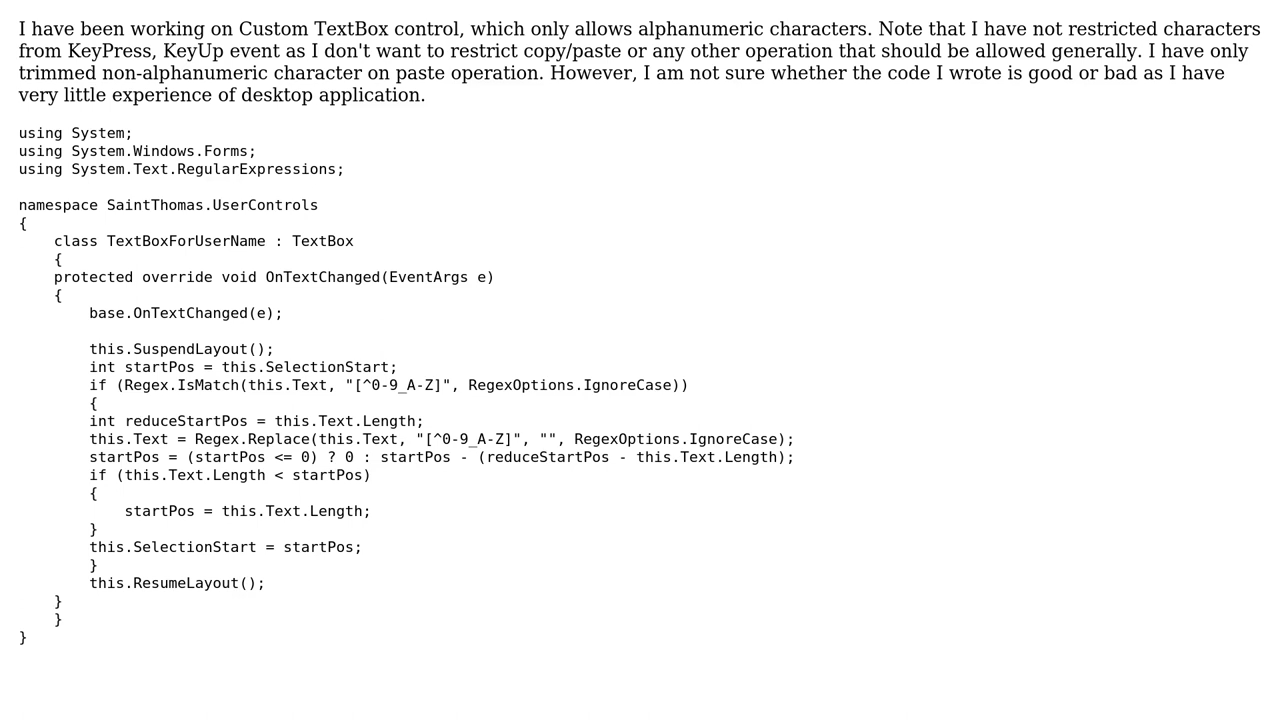 I have been working on Custom TextBox control, which only allows alphanumeric characters. Note that I have not restricted characters
from KeyPress, KeyUp event as I don't want to restrict copy/paste or any other operation that should be allowed generally. I have only
trimmed non-alphanumeric character on paste operation. However, I am not sure whether the code I wrote is good or bad as I have
very little experience of desktop application.
using System;
using System.Windows.Forms;
using System.Text.RegularExpressions;

namespace SaintThomas.UserControls
{
    class TextBoxForUserName : TextBox
    {
    protected override void OnTextChanged(EventArgs e)
    {
        base.OnTextChanged(e);

        this.SuspendLayout();
        int startPos = this.SelectionStart;
        if (Regex.IsMatch(this.Text, "[^0-9_A-Z]", RegexOptions.IgnoreCase))
        {
        int reduceStartPos = this.Text.Length;
        this.Text = Regex.Replace(this.Text, "[^0-9_A-Z]", "", RegexOptions.IgnoreCase);
        startPos = (startPos <= 0) ? 0 : startPos - (reduceStartPos - this.Text.Length);
        if (this.Text.Length < startPos)
        {
            startPos = this.Text.Length;
        }
        this.SelectionStart = startPos;
        }
        this.ResumeLayout();
    }
    }
}